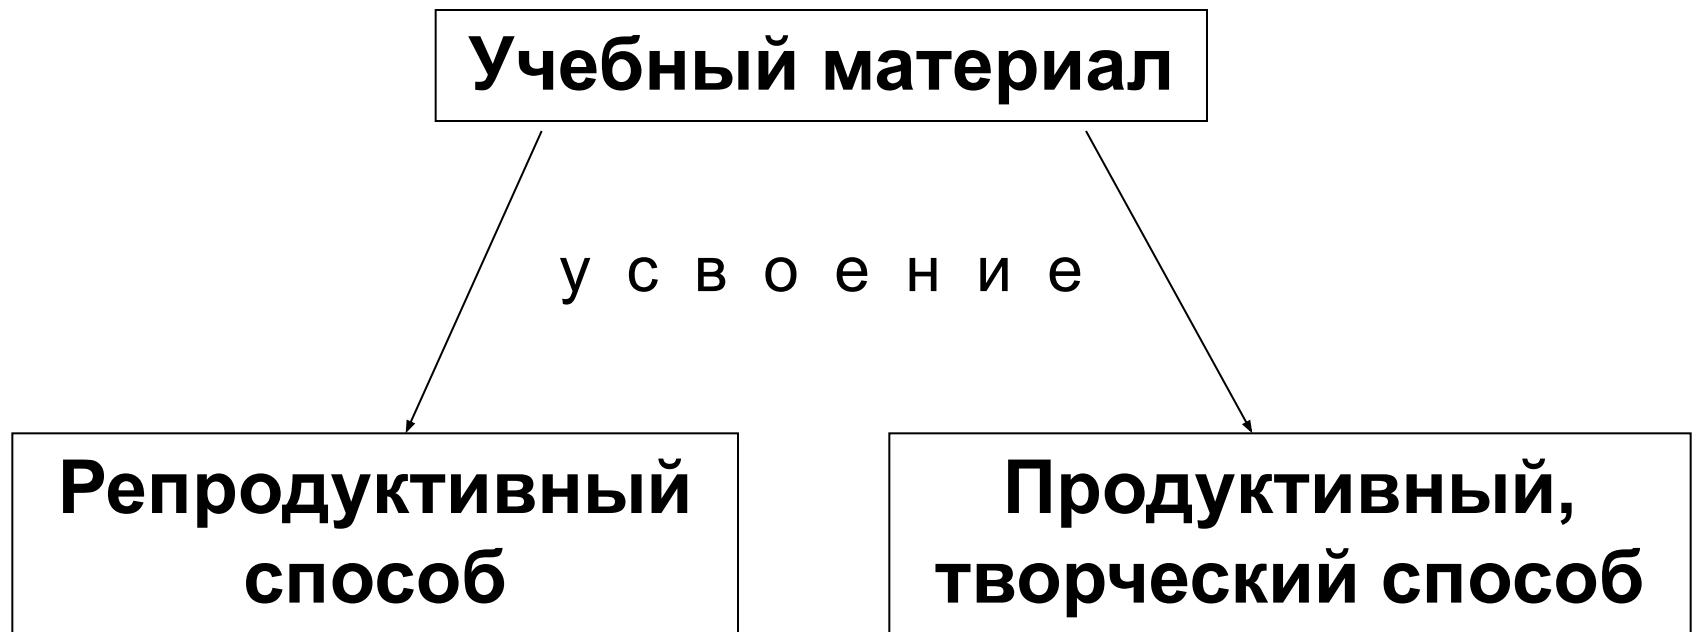 Учебный материал
у с в о е н и е
Репродуктивный
способ
Продуктивный,
творческий способ